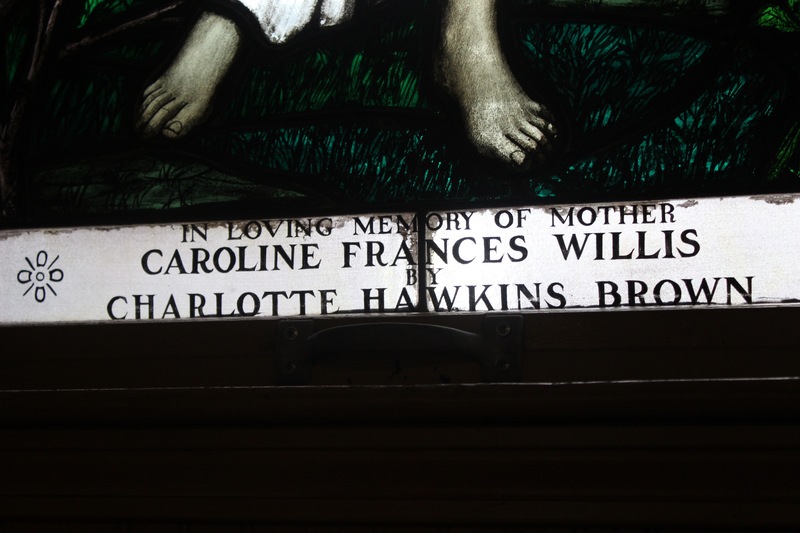 IN LOVING MEMORY OF MOTHER
CAROLINE FRANCES WILLIS
BY
CHARLOTTE HAWKINS BROWN